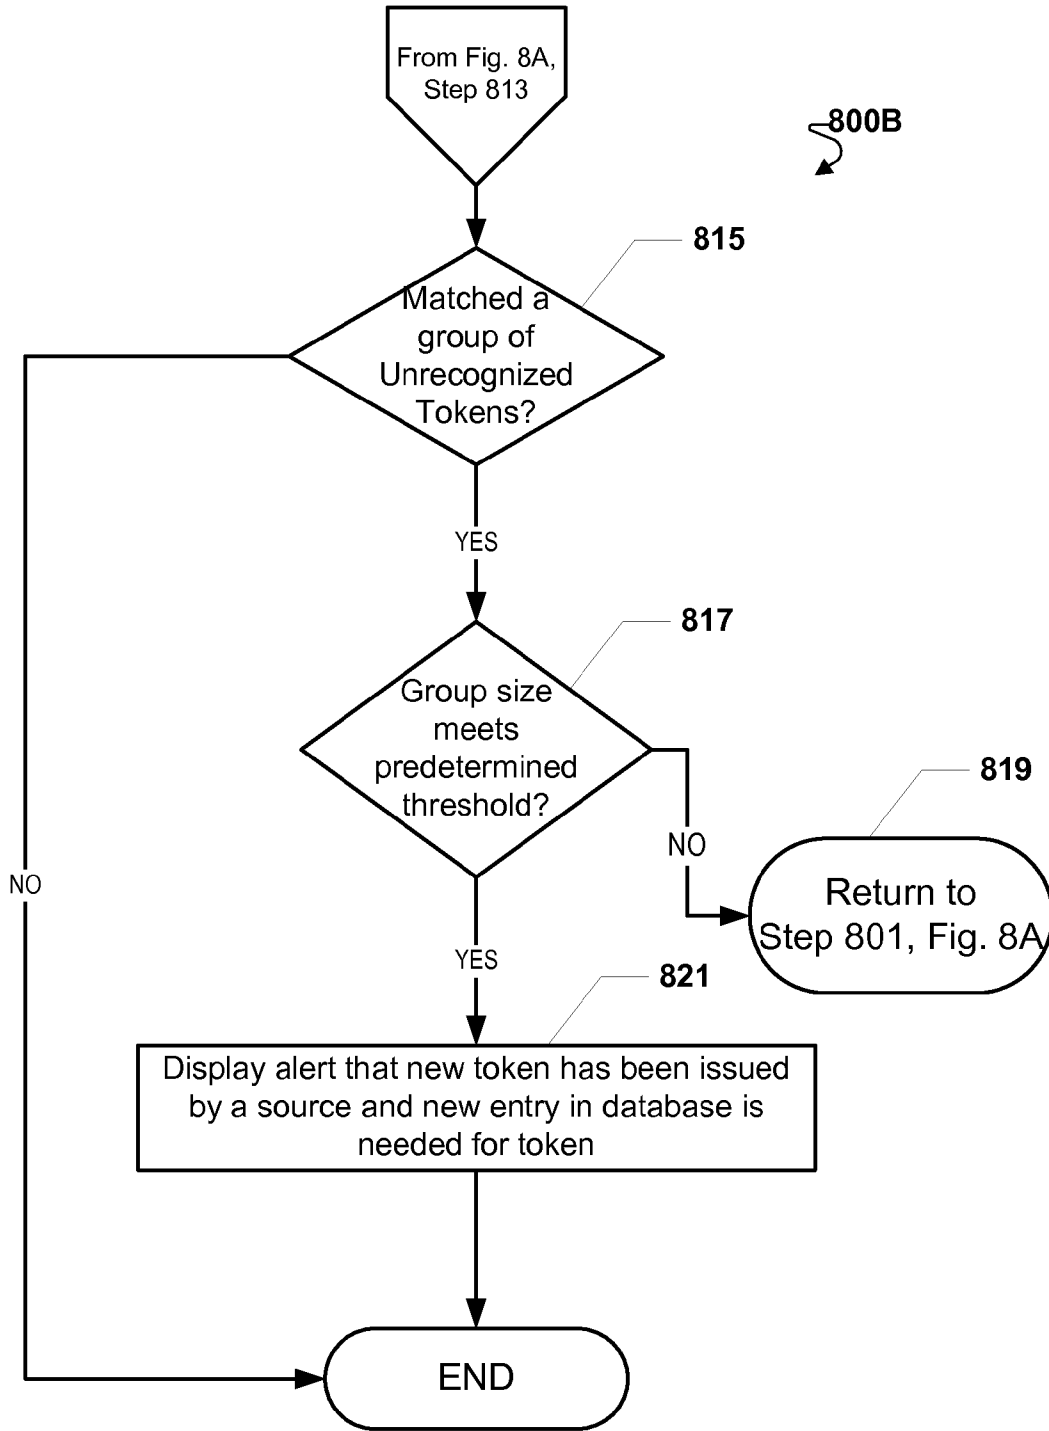 From Fig. 8A,
Step 813
800B
815
Matched a
group of
Unrecognized
Tokens?
YES
817
Group size
meets
predetermined
threshold?
819
NO
Return to
Step 801, Fig. 8A
NO
YES
821
Display alert that new token has been issued
by a source and new entry in database is
needed for token
END